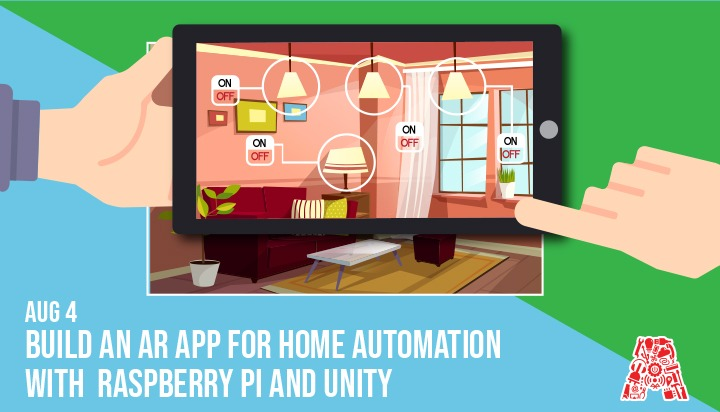 ON
OFF
ON
OFF
ON
OFF
ON
OFF
AUG 4
BUILD AN AR APP FOR HOME AUTOMATION
WITH RASPBERRY PI AND UNITY